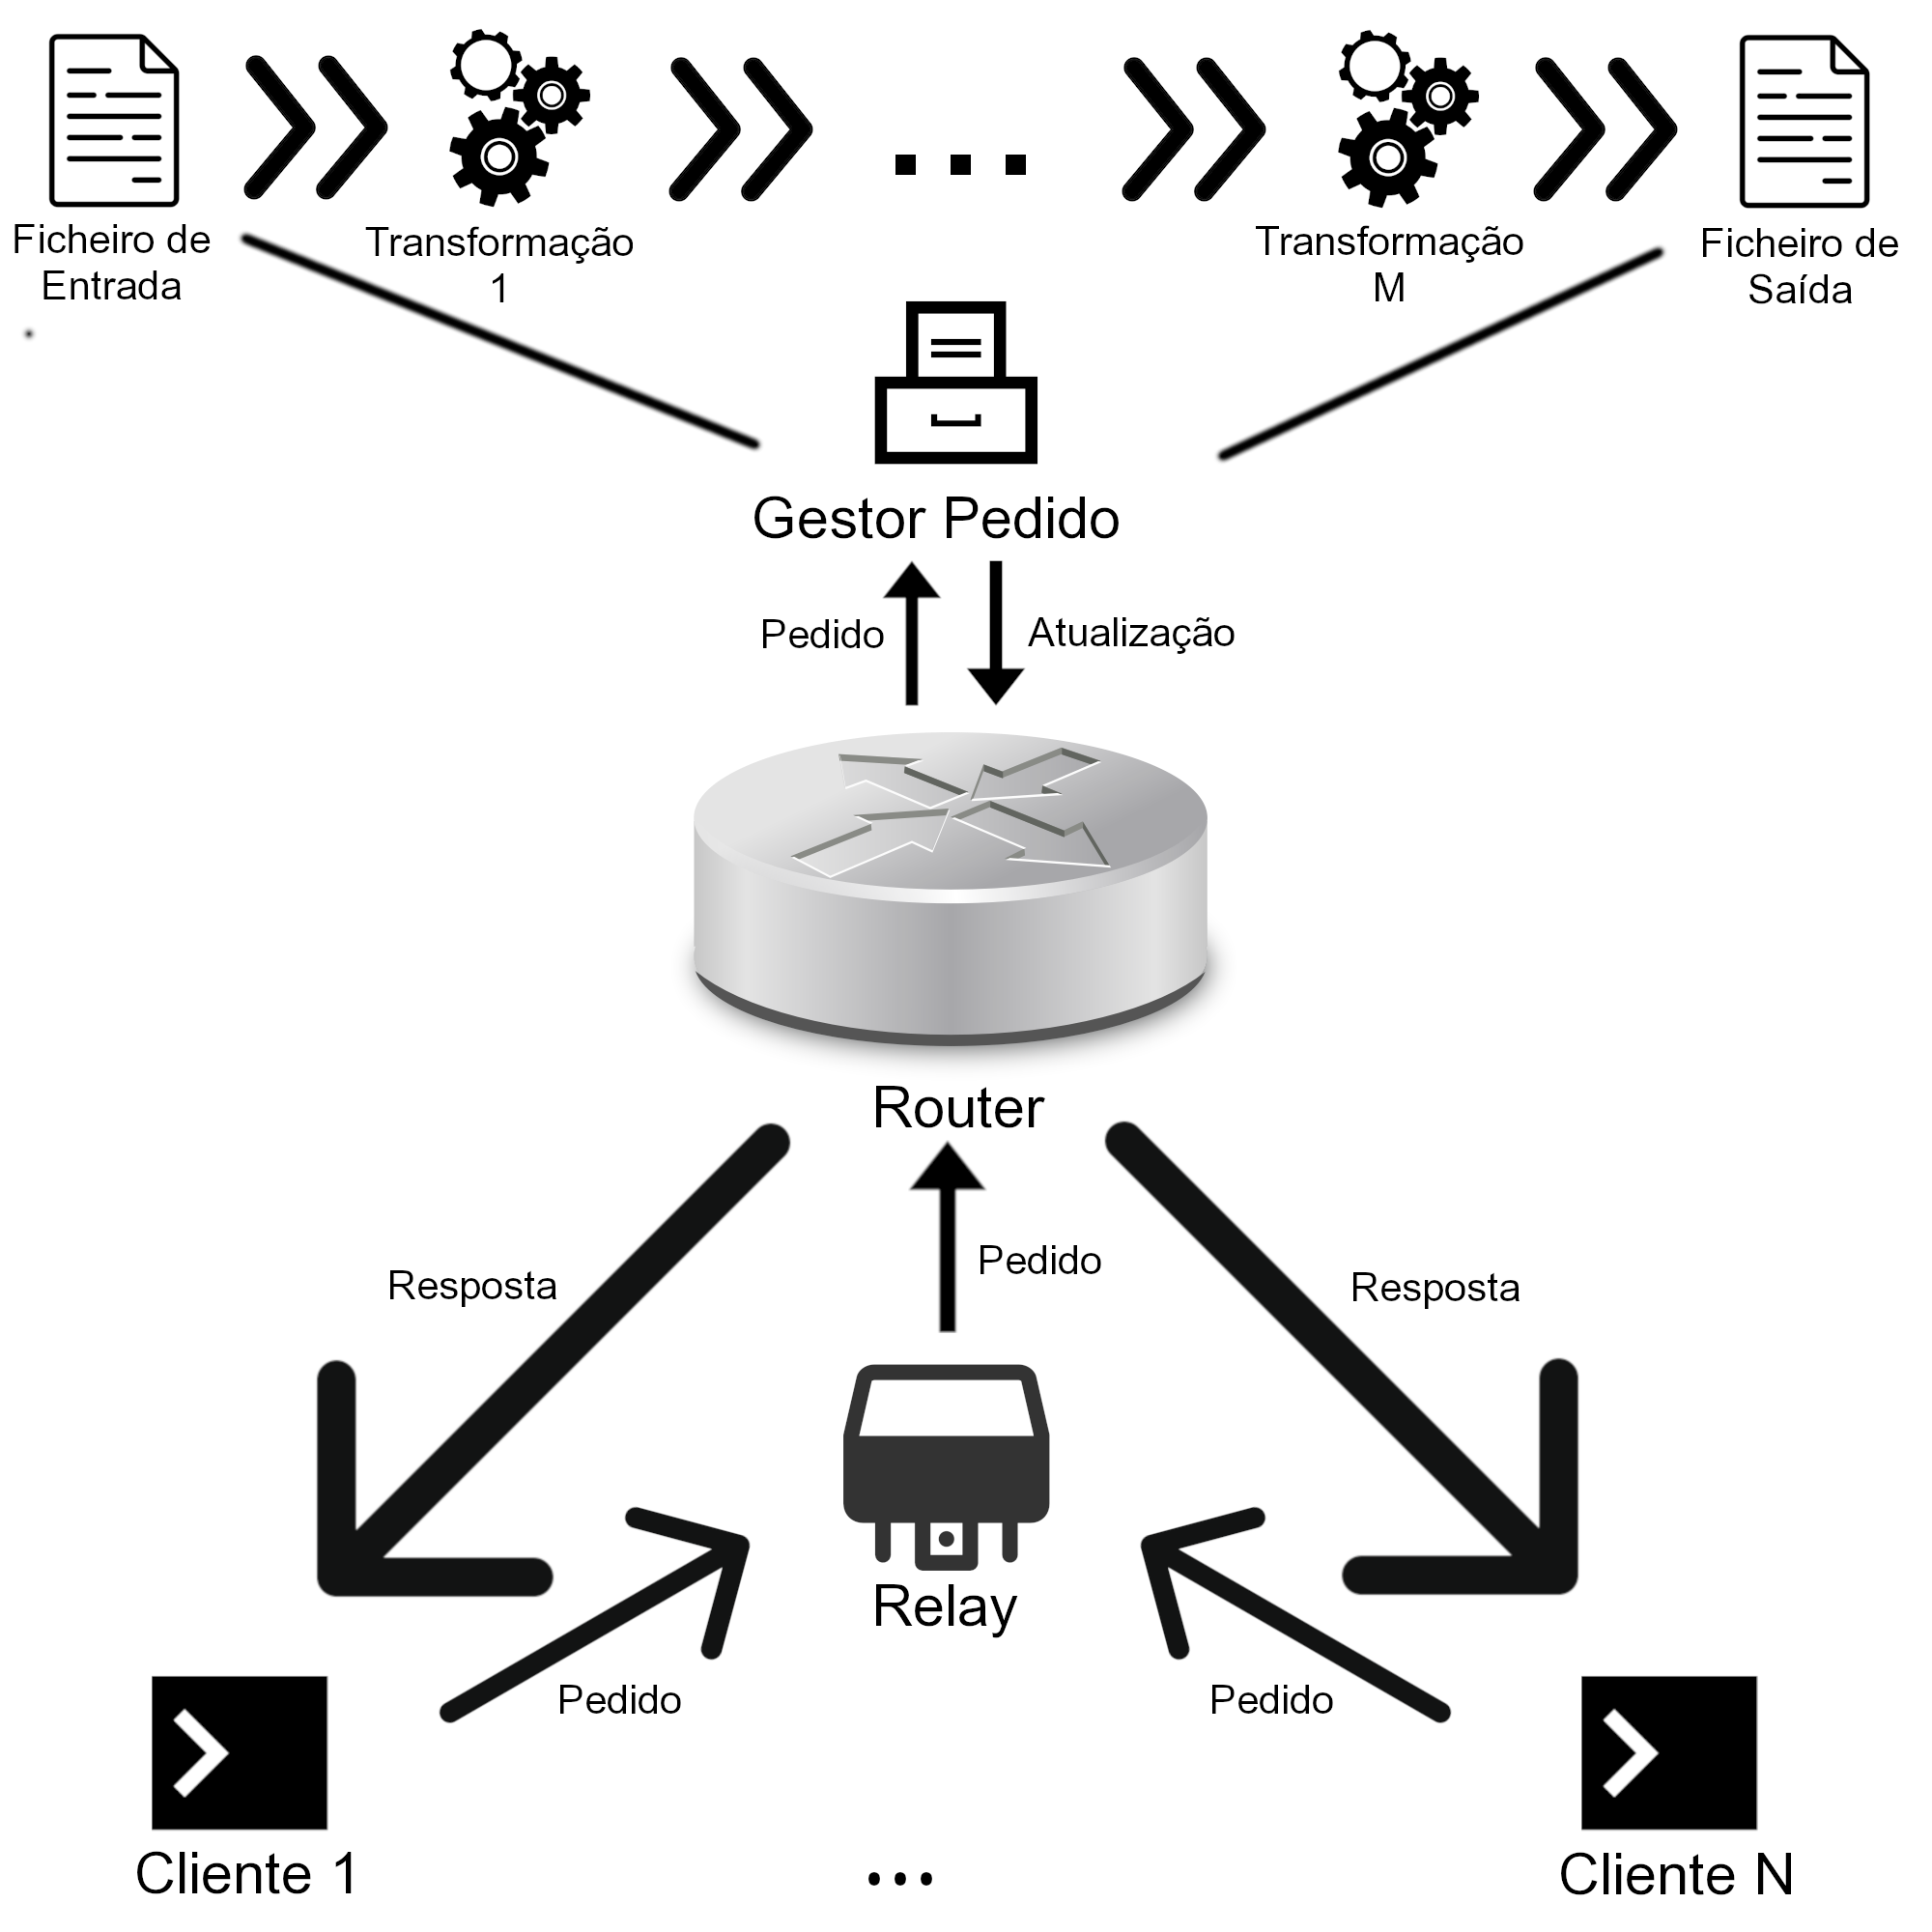 Ficheiro de
Entrada
Transformação
1
...
Transformação
M
Ficheiro de
Saída
Gestor Pedido
Pedido
Atualização
Router
Pedido
Resposta
Resposta
Relay
Pedido
Pedido
Cliente 1
...
Cliente N